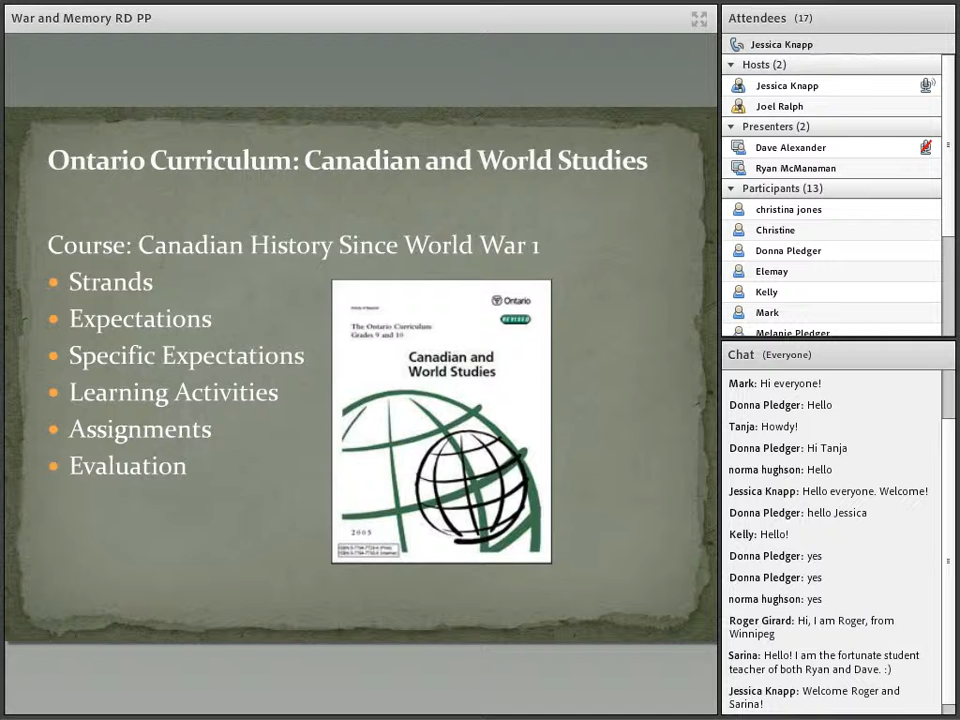 War and Memory RD PP
Ontario Curriculum: Canadian and World Studies
Course: Canadian History Since World War 1
• Strands
• Expectations
• Specific Expectations
• Learning Activities
• Assignments
• Evaluation
Ontario
REVISED
The Ontario Curriculum
Grades 9 and 10
Canadian and
World Studies
2005
Attendees (17)
Jessica Knapp
Hosts (2)
Jessica Knapp
Joel Ralph
Presenters (2)
Dave Alexander
Ryan McManaman
Participants (13)
christina jones
Christine
Donna Pledger
Elemay
Kelly
Mark
Melanie Pledger
Chat (Everyone)
Mark: Hi everyone!
Donna Pledger: Hello
Tanja: Howdy!
Donna Pledger: Hi Tanja
norma hughson: Hello
Jessica Knapp: Hello everyone. Welcome!
Donna Pledger: hello Jessica
Kelly: Hello!
Donna Pledger: yes
Donna Pledger: yes
norma hughson: yes
Roger Girard: Hi, I am Roger, from
Winnipeg
Sarina: Hello! I am the fortunate student
teacher of both Ryan and Dave. :)
Jessica Knapp: Welcome Roger and
Sarina!